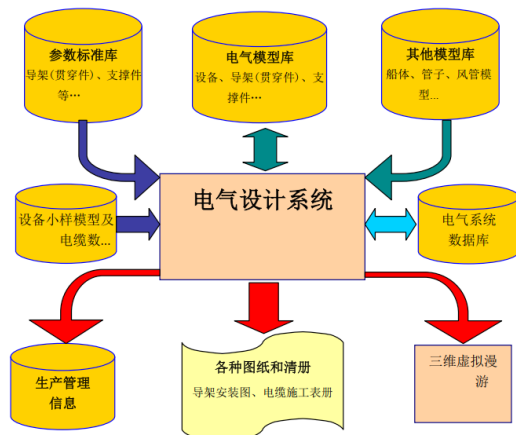 参数标准库
导架(贯穿件)、支撑件
等…
电气模型库
设备、导架(贯穿件)、支
撑件…
其他模型库
船体、管子、风管模
型...
电气设计系统
设备小样模型及
电缆数...
电气系统
数据库
生产管理
信息
各种图纸和清册
导架安装图、电缆施工表册
三维虚拟漫
游